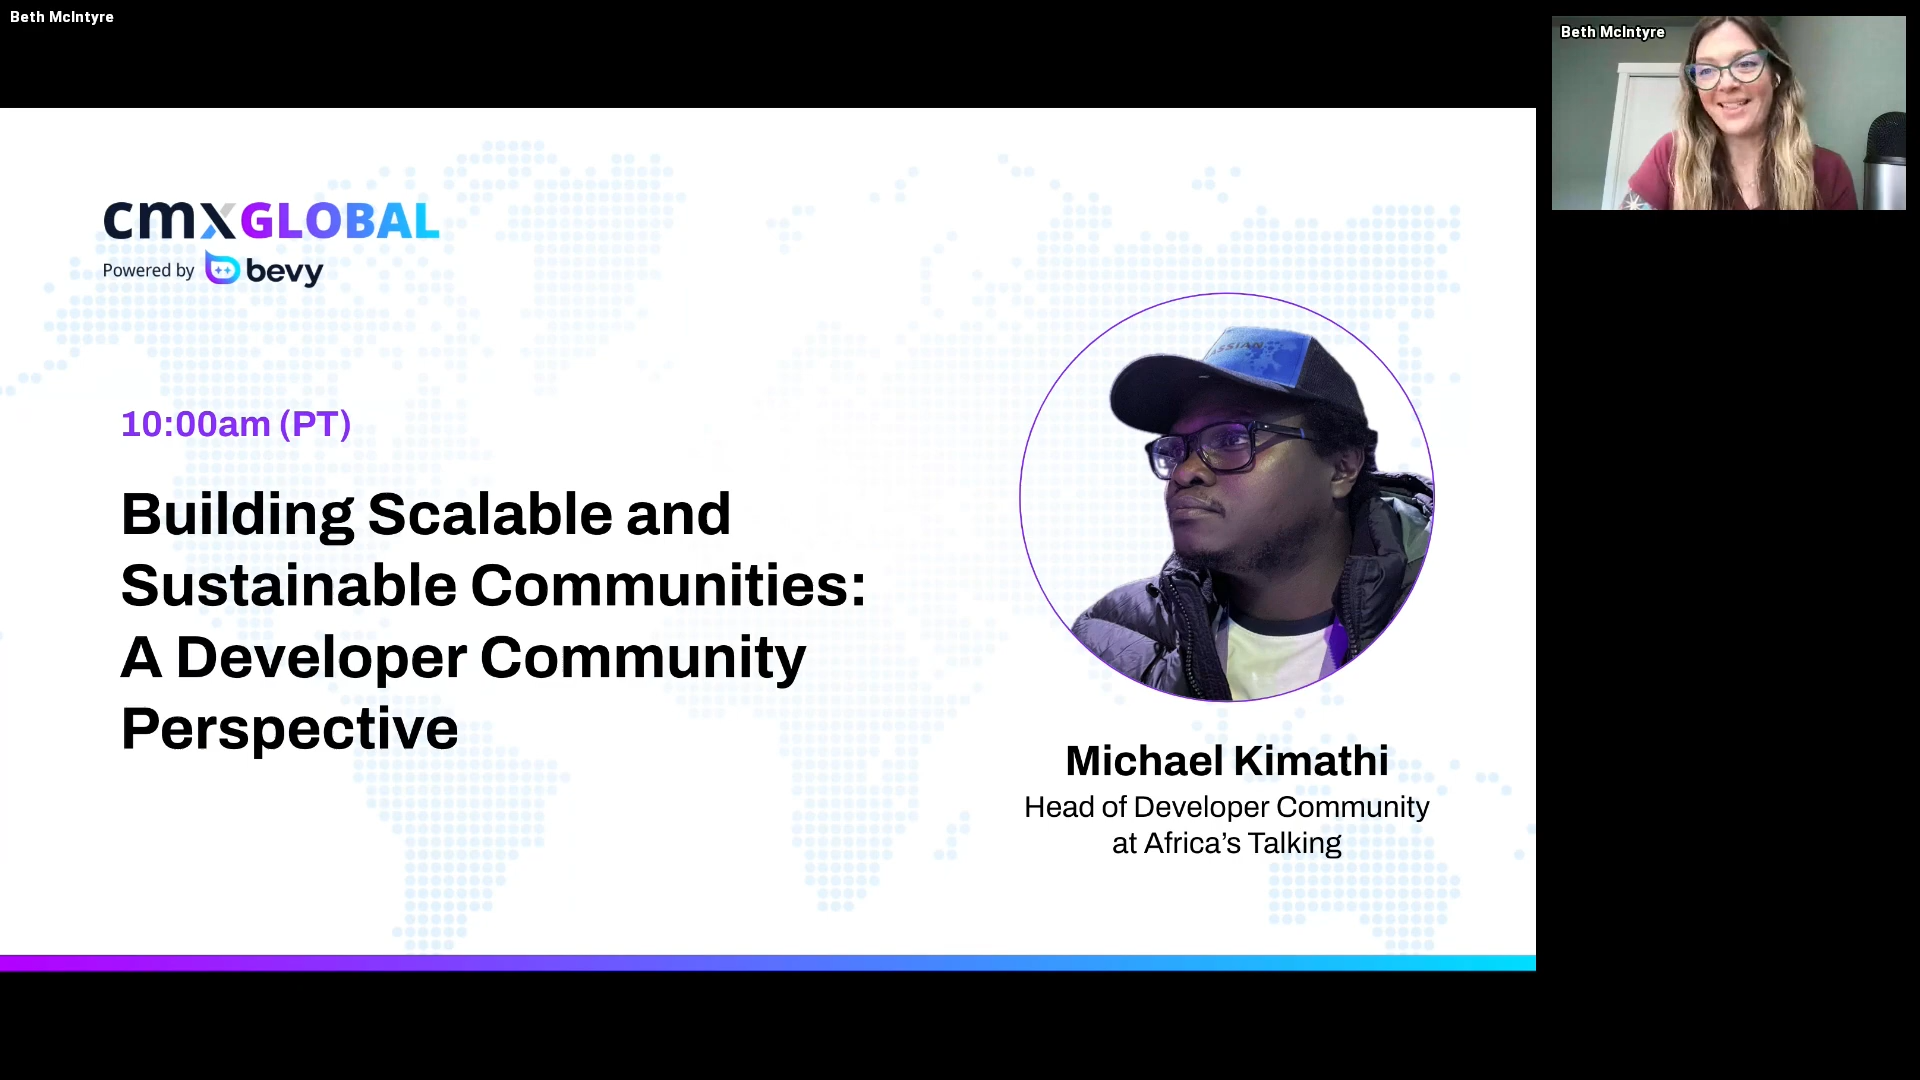 Beth McIntyre
Beth McIntyre
cmxGLOBAL
Powered by bevy
10:00am (PT)
Building Scalable and
Sustainable Communities:
A Developer Community
Perspective
ASSIAN
Michael Kimathi
Head of Developer Community
at Africa’s Talking